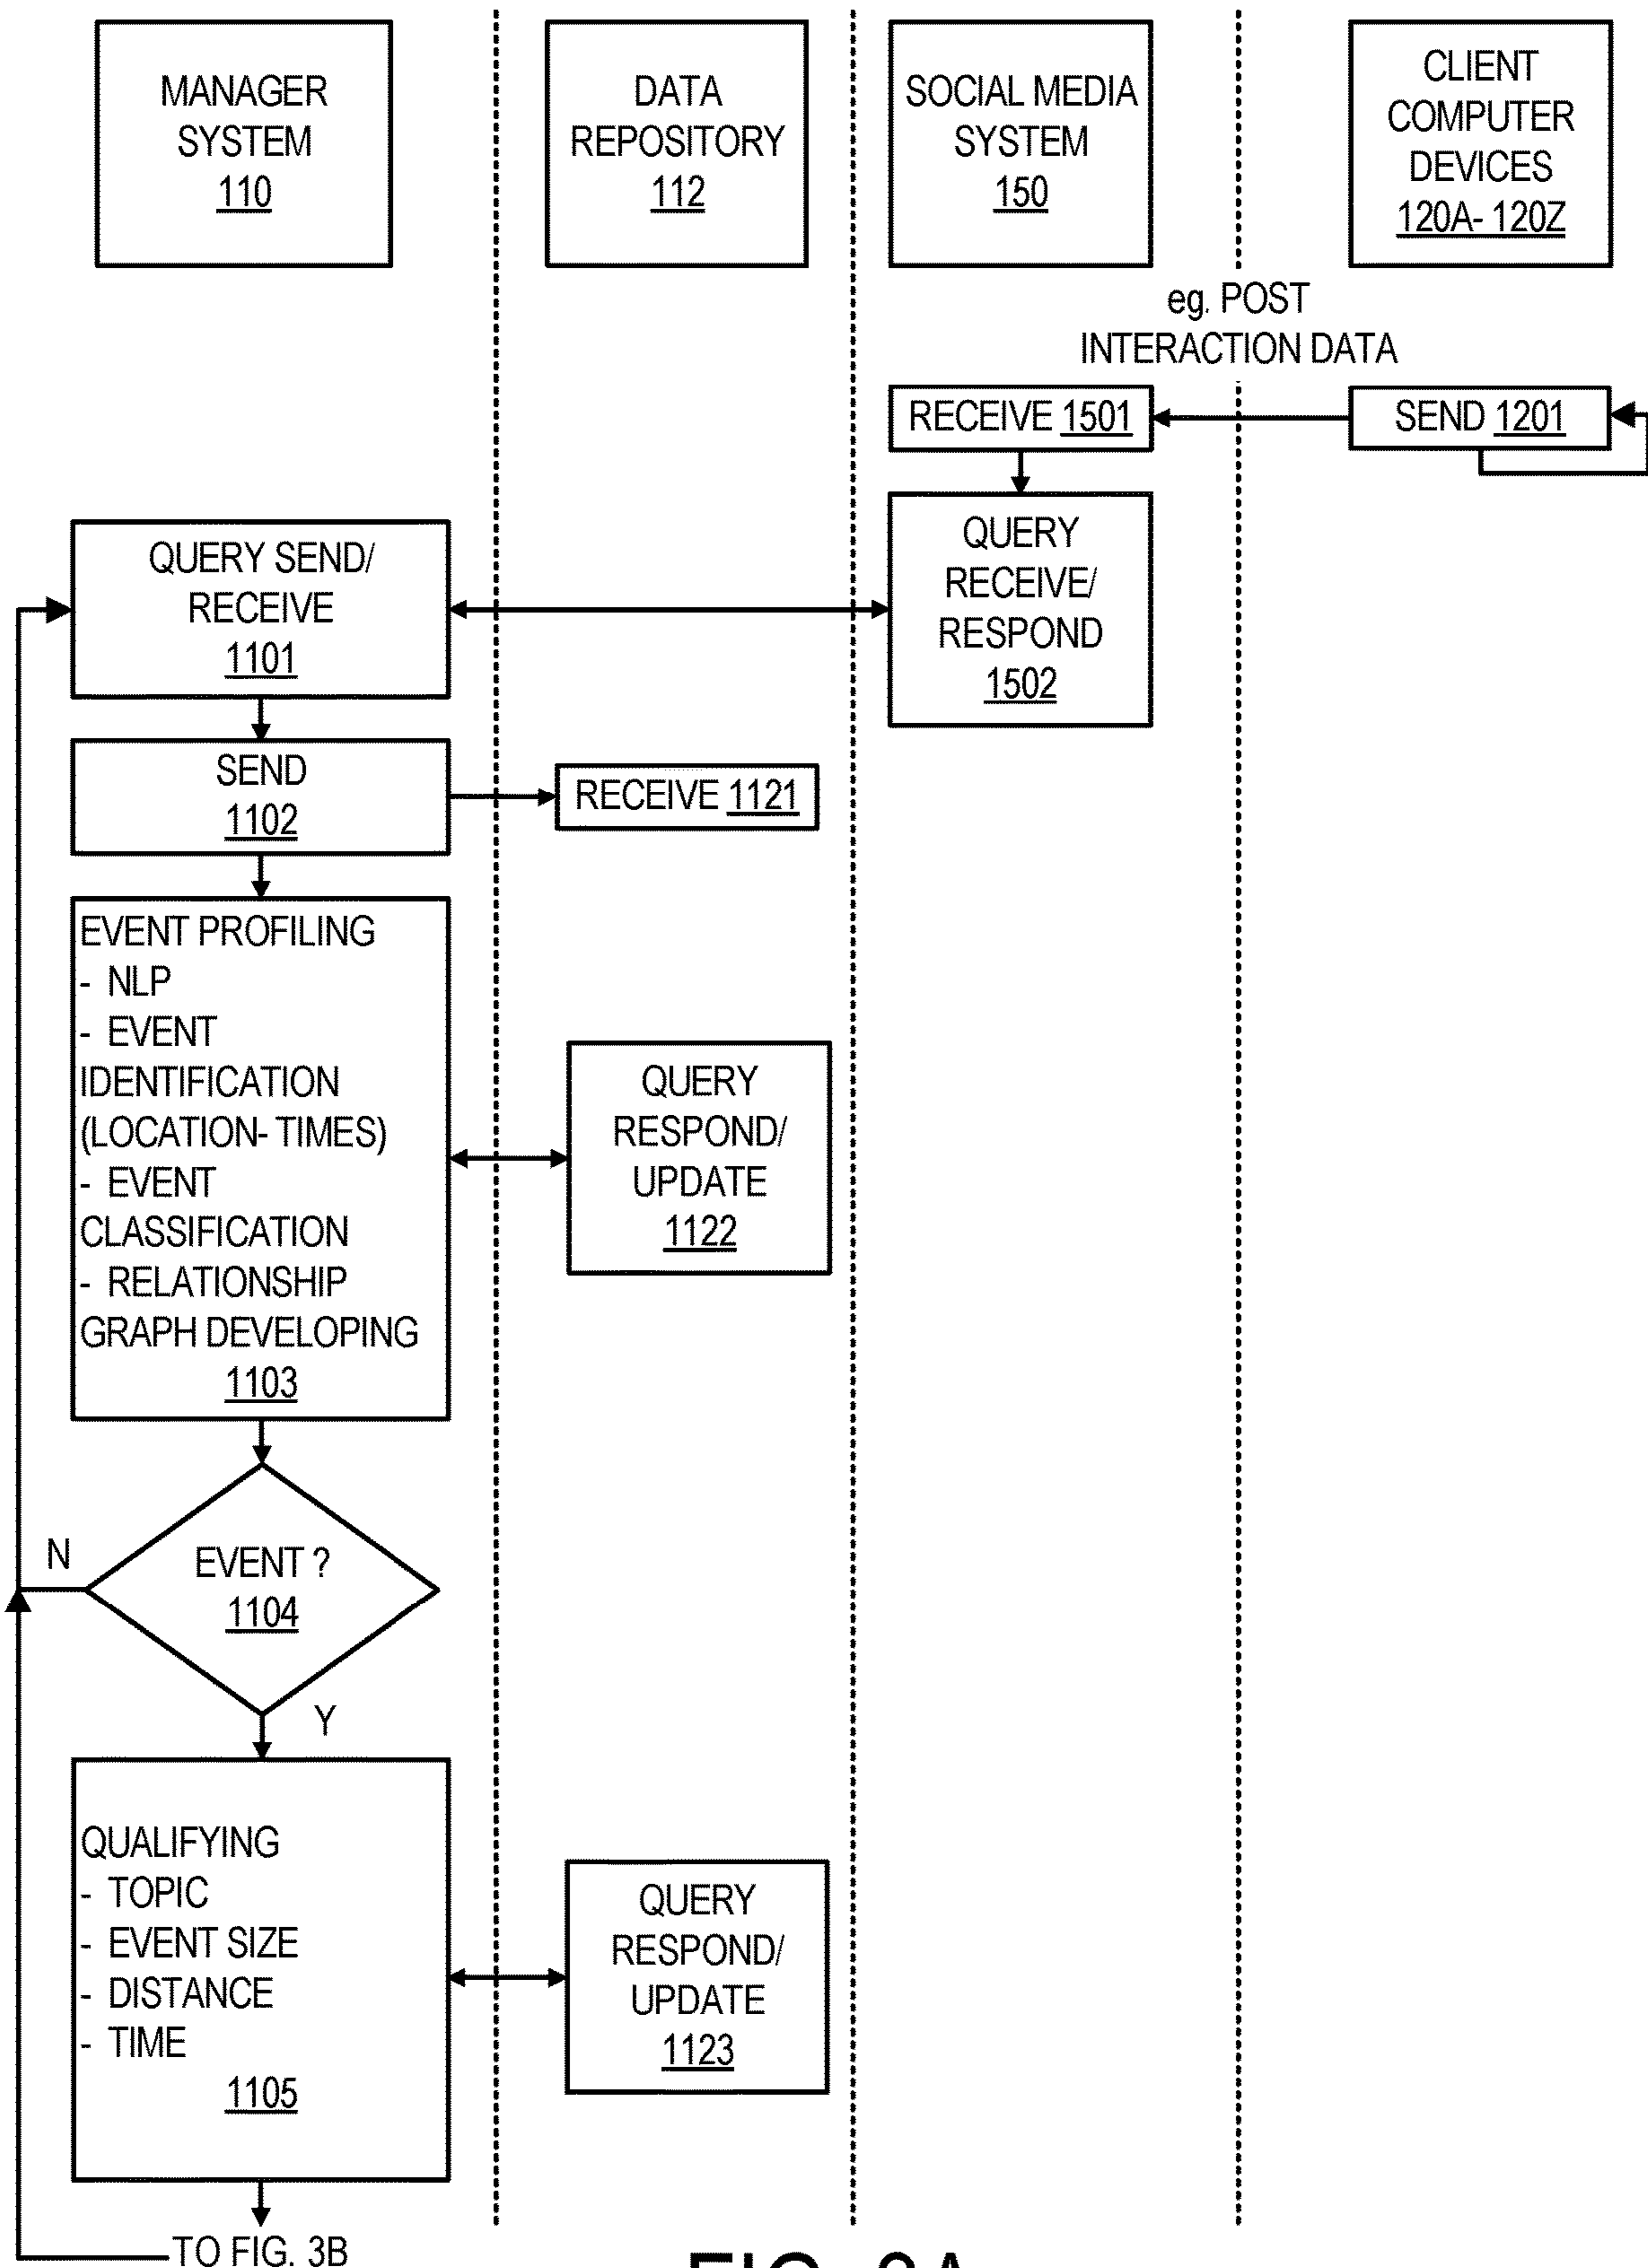 MANAGER
SYSTEM
110
DATA
REPOSITORY
112
SOCIAL MEDIA
SYSTEM
150
CLIENT
COMPUTER
DEVICES
120A- 120Z
eg. POST
INTERACTION DATA
RECEIVE 1501
SEND 1201
QUERY SEND/
RECEIVE
1101
QUERY
RECEIVE/
RESPOND
1502
SEND
1102
RECEIVE 1121
EVENT PROFILING
- NLP
- EVENT
IDENTIFICATION
(LOCATION- TIMES)
- EVENT
CLASSIFICATION
- RELATIONSHIP
GRAPH DEVELOPING
1103
QUERY
RESPOND/
UPDATE
1122
N
EVENT ?
1104
Y
QUALIFYING
- TOPIC
- EVENT SIZE
- DISTANCE
- TIME
1105
QUERY
RESPOND/
UPDATE
1123
TO FIG. 3B
FIG. 3A